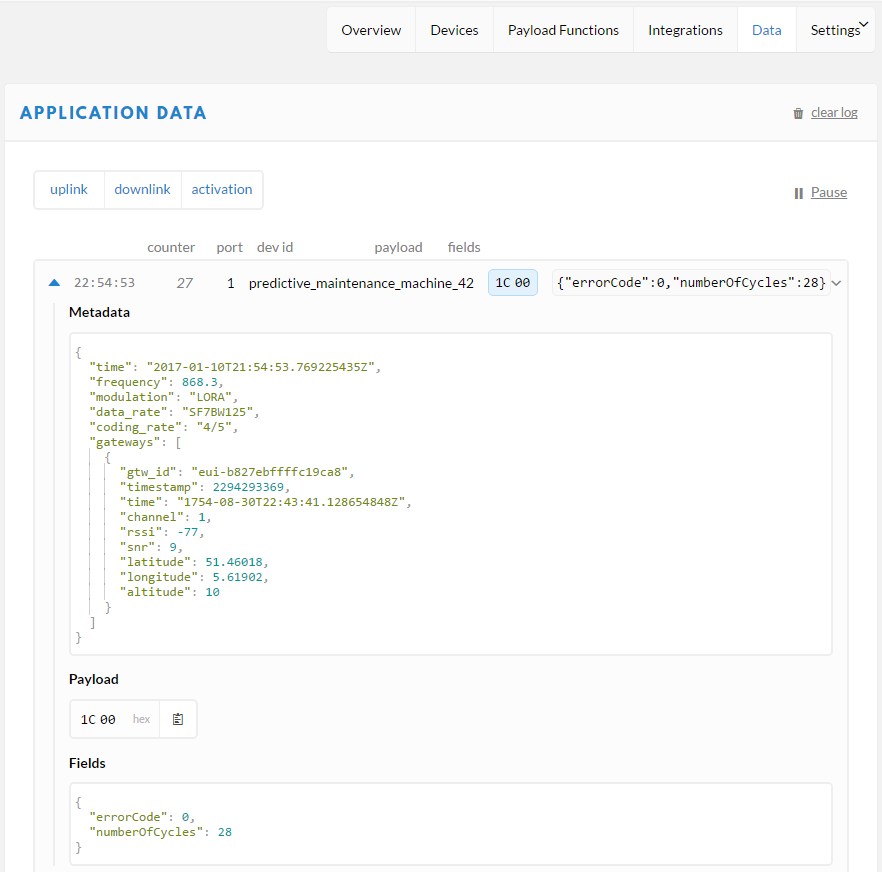 Overview Devices Payload Functions Integrations Data Settings
APPLICATION DATA clear log
uplink downlink activation Pause
counter port dev id payload fields
22:54:53 27 1 predictive_maintenance_machine_42 1C 00 {"errorCode":0,"numberOfCycles":28}
Metadata
{
"time": "2017-01-10T21:54:53.769225435Z",
"frequency": 868.3,
"modulation": "LORA",
"data_rate": "SF7BW125",
"coding_rate": "4/5",
"gateways": [
{
"gtw_id": "eui-b827ebffffc19ca8",
"timestamp": 2294293369,
"time": "1754-08-30T22:43:41.128654848Z",
"channel": 1,
"rssi": -77,
"snr": 9,
"latitude": 51.46018,
"longitude": 5.61902,
"altitude": 10
}
]
}
Payload
1C 00 hex
Fields
{
"errorCode": 0,
"numberOfCycles": 28
}